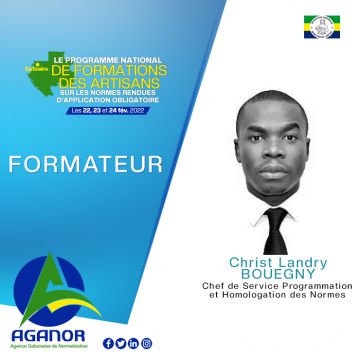 LE PROGRAMME NATIONAL
Estuaire
DE FORMATIONS
DES ARTISANS
SUR LES NORMES RENDUES
D'APPLICATION OBLIGATOIRE
Les 22, 23 et 24 fév. 2022
FORMATEUR
Christ Landry
BOUEGNY
Chef de Service Programmation
et Homologation des Normes
AGANOR
Agence Gabonaise de Normalisation